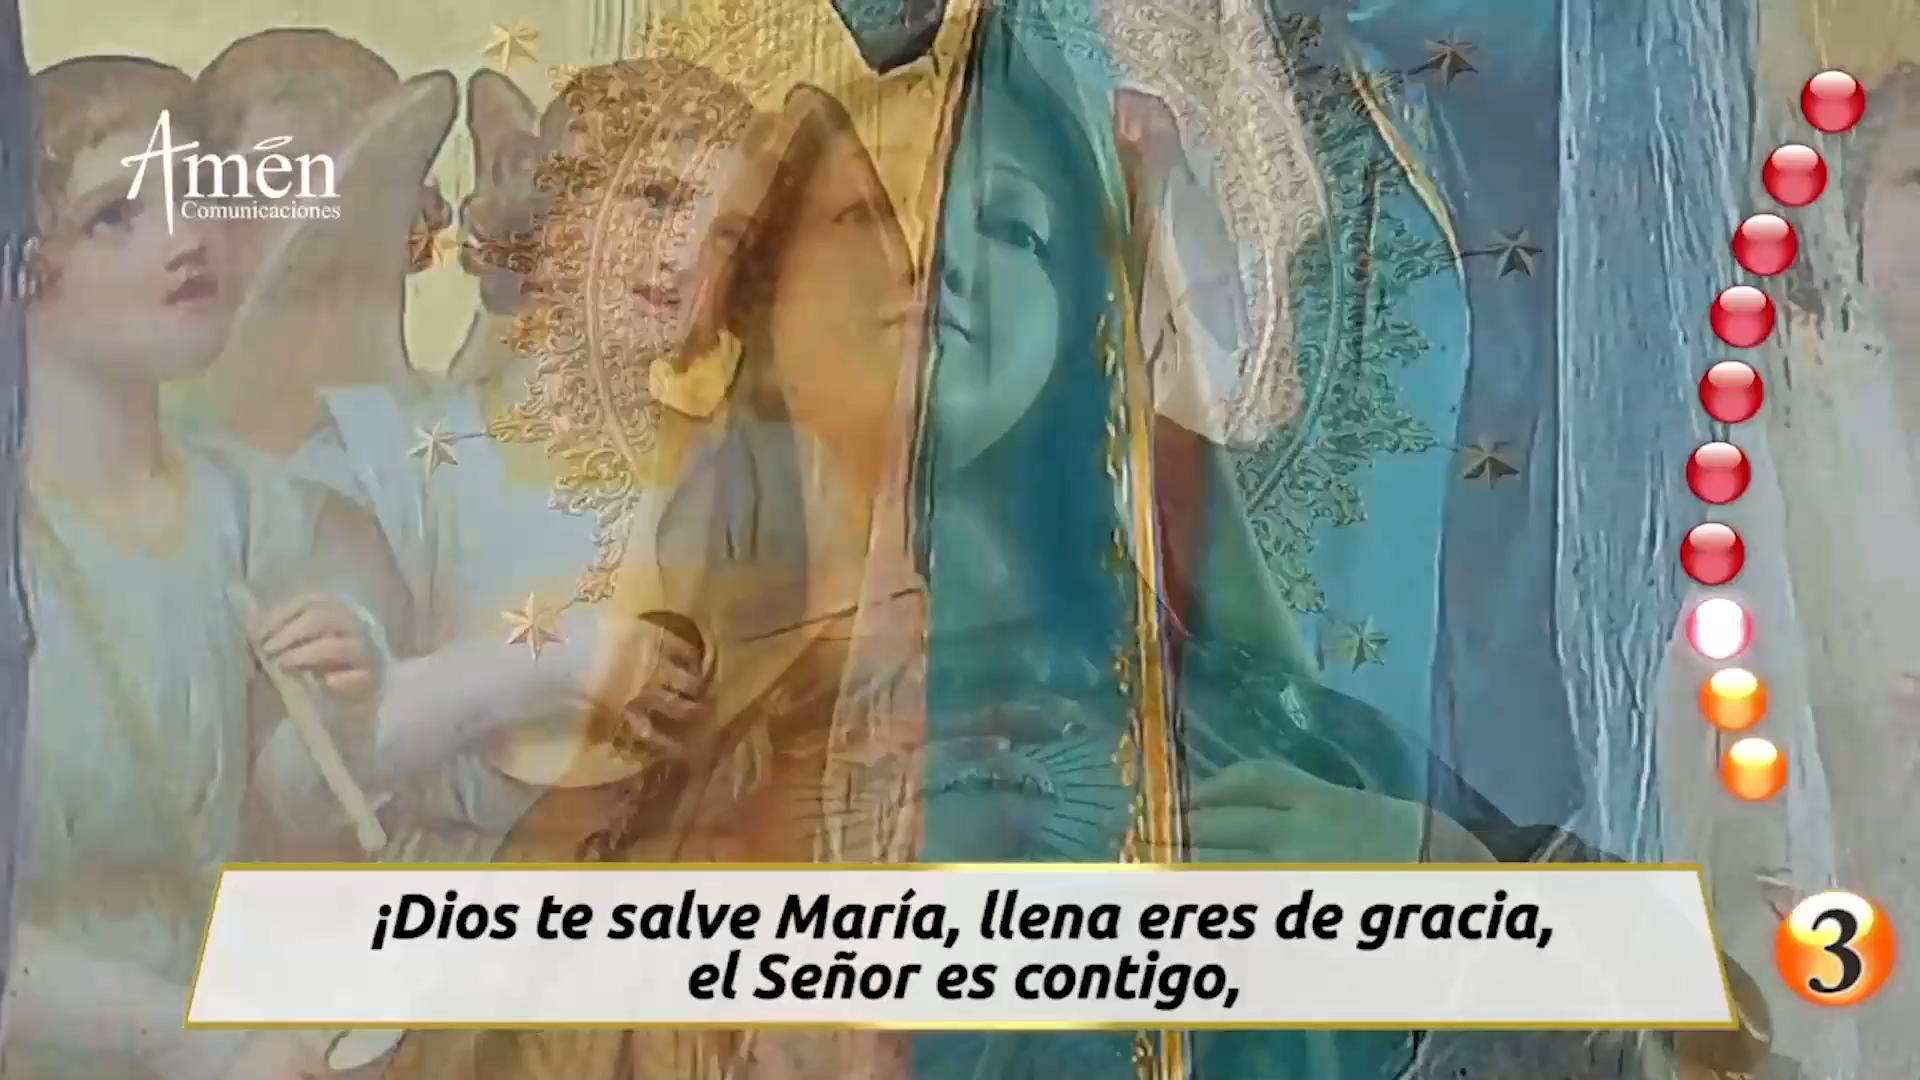 Amén
Comunicaciones
¡Dios te salve María, llena eres de gracia,
el Señor es contigo,
3